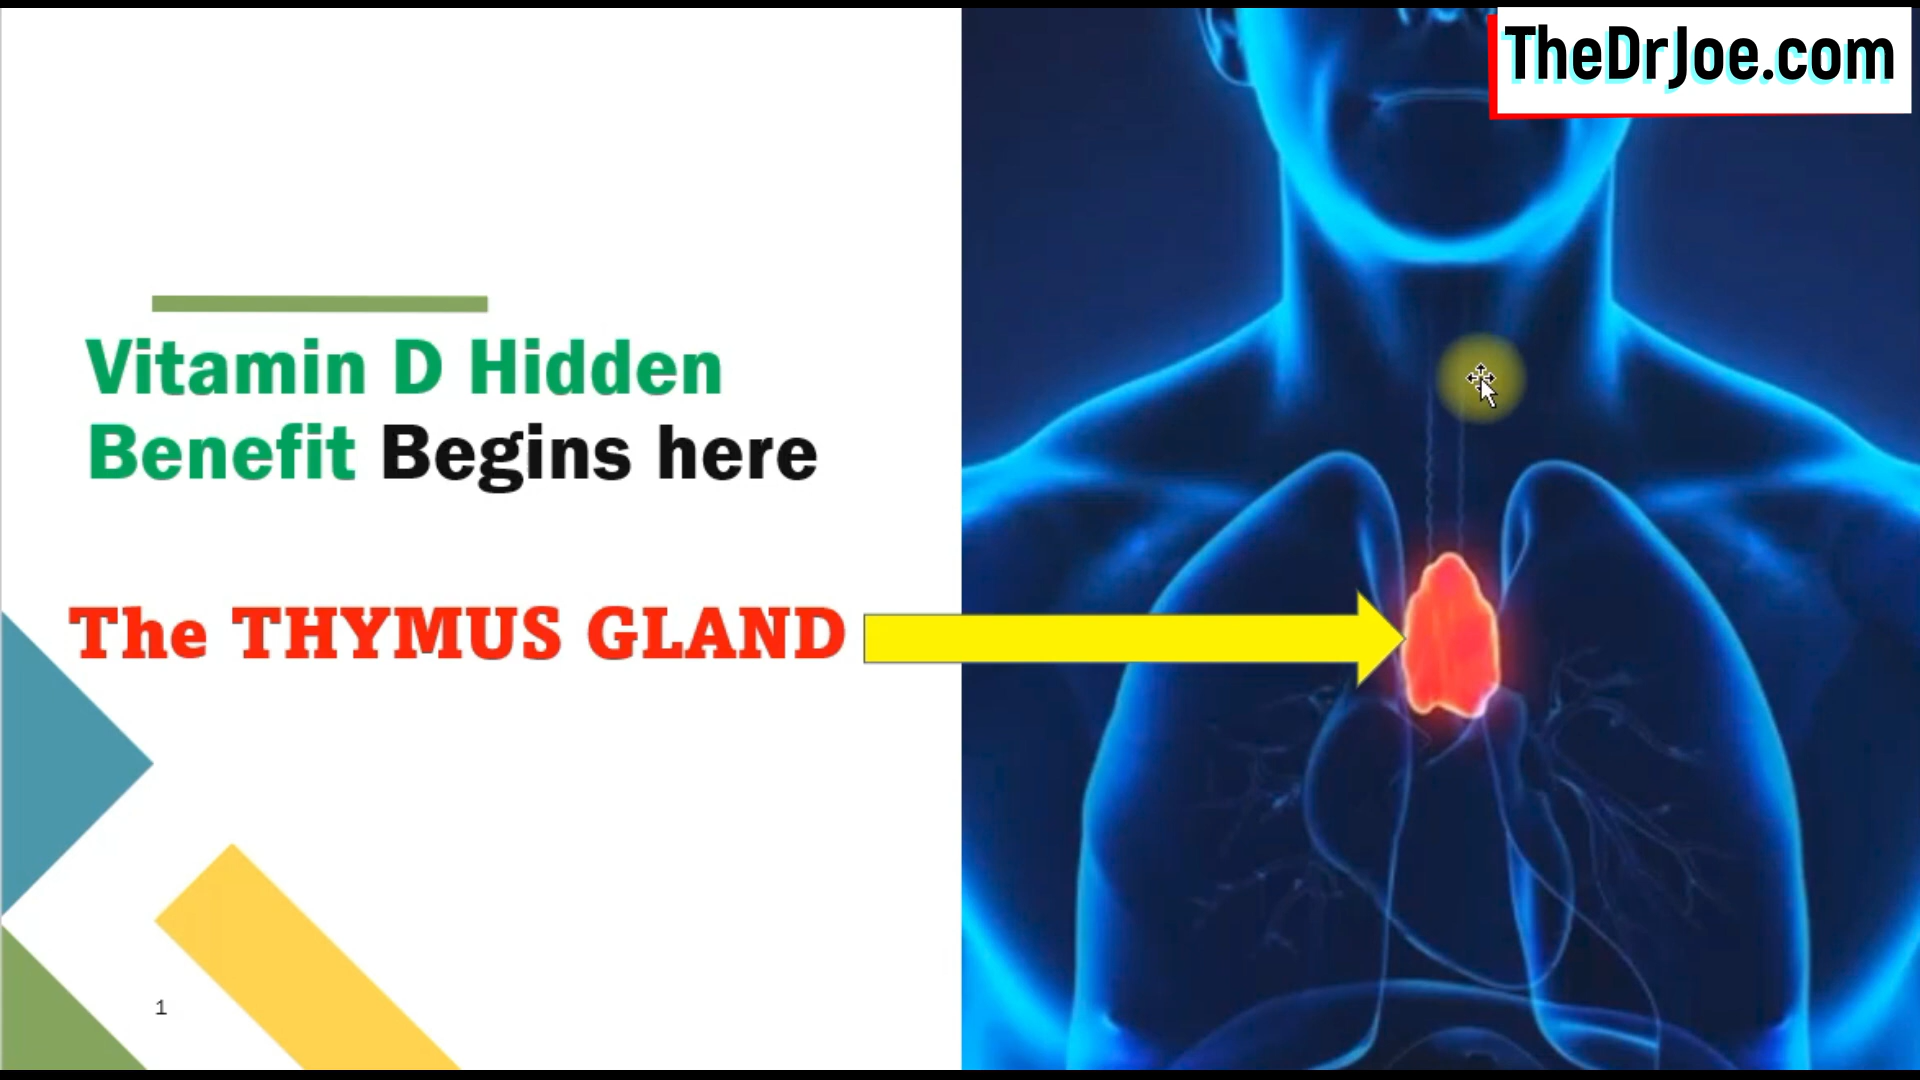 TheDrJoe.com
Vitamin D Hidden
Benefit Begins here
The THYMUS GLAND
1